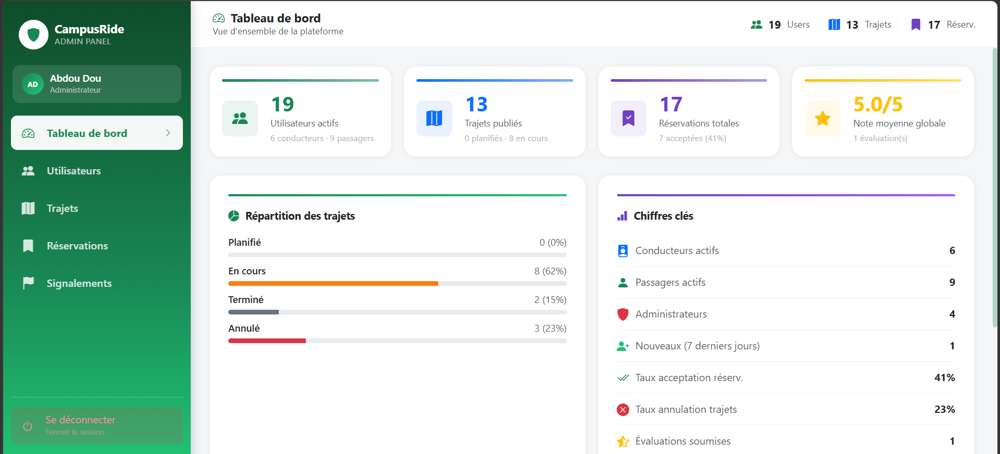 CampusRide
ADMIN PANEL
AD
Abdou Dou
Administrateur
Tableau de bord
Utilisateurs
Trajets
Réservations
Signalements
Se déconnecter
Fermer la session
Tableau de bord
Vue d'ensemble de la plateforme
19 Users
13 Trajets
17 Réserv.
19
Utilisateurs actifs
6 conducteurs · 9 passagers
13
Trajets publiés
0 planifiés · 8 en cours
17
Réservations totales
7 acceptées (41%)
5.0/5
Note moyenne globale
1 évaluation(s)
Répartition des trajets
Planifié 0 (0%)
En cours 8 (62%)
Terminé 2 (15%)
Annulé 3 (23%)
Chiffres clés
Conducteurs actifs 6
Passagers actifs 9
Administrateurs 4
Nouveaux (7 derniers jours) 1
Taux acceptation réserv. 41%
Taux annulation trajets 23%
Évaluations soumises 1